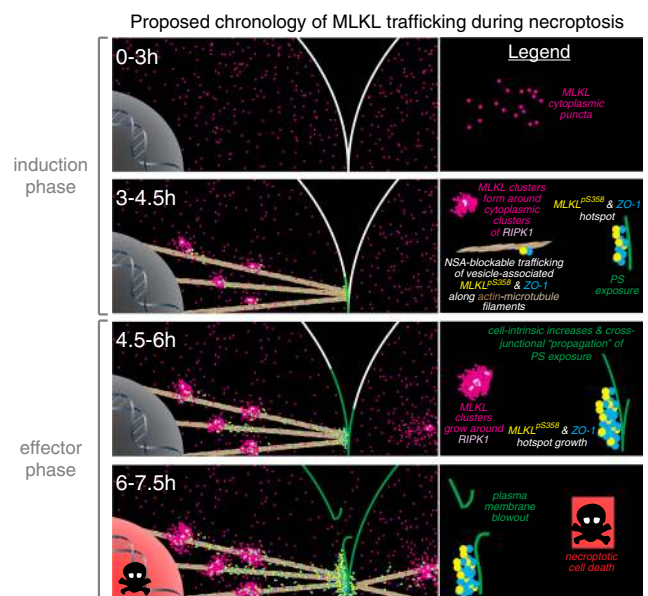 Proposed chronology of MLKL trafficking during necroptosis
induction
phase
effector
phase
0-3h
Legend
MLKL
cytoplasmic
puncta
3-4.5h
MLKL clusters
form around
cytoplasmic
clusters
of RIPK1
MLKLpS358 & ZO-1
hotspot
NSA-blockable trafficking
of vesicle-associated
MLKLpS358 & ZO-1
along actin-microtubule
filaments
PS
exposure
4.5-6h
cell-intrinsic increases & cross-
junctional "propagation" of
PS exposure
MLKL
clusters
grow around
RIPK1
MLKLpS358 & ZO-1
hotspot growth
6-7.5h
plasma
membrane
blowout
necroptotic
cell death